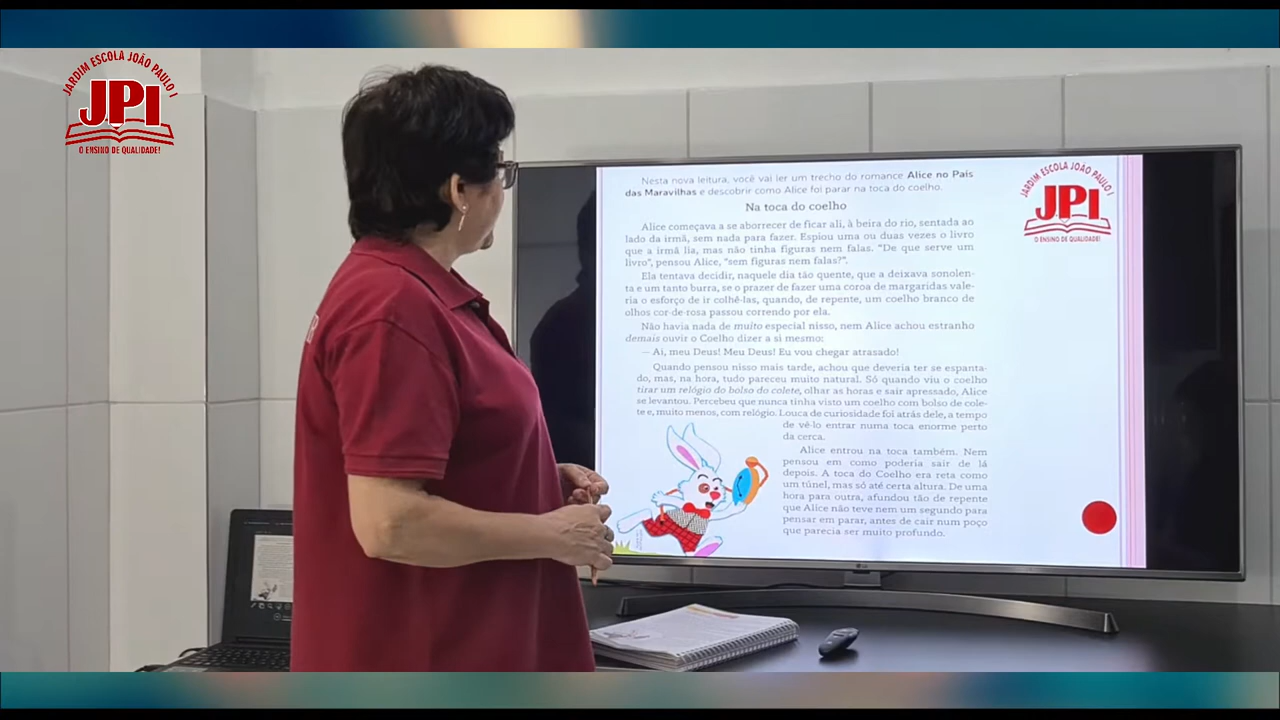 JARDIM ESCOLA JOÃO PAULO I
JPI
O ENSINO DE QUALIDADE!
Nesta nova leitura, você vai ler um trecho do romance Alice no País
das Maravilhas e descobrir como Alice foi parar na toca do coelho.
Na toca do coelho
Alice começava a se aborrecer de ficar ali, à beira do rio, sentada ao
lado da irmã, sem nada para fazer. Espiou uma ou duas vezes o livro
que a irmã lia, mas não tinha figuras nem falas. “De que serve um
livro”, pensou Alice, “sem figuras nem falas?”.
Ela tentava decidir, naquele dia tão quente, que a deixava sonolen-
ta e um tanto burra, se o prazer de fazer uma coroa de margaridas vale-
ria o esforço de ir colhê-las, quando, de repente, um coelho branco de
olhos cor-de-rosa passou correndo por ela.
Não havia nada de muito especial nisso, nem Alice achou estranho
demais ouvir o Coelho dizer a si mesmo:
— Ai, meu Deus! Meu Deus! Eu vou chegar atrasado!
Quando pensou nisso mais tarde, achou que deveria ter se espanta-
do, mas, na hora, tudo pareceu muito natural. Só quando viu o coelho
tirar um relógio do bolso do colete, olhar as horas e sair apressado, Alice
se levantou. Percebeu que nunca tinha visto um coelho com bolso de cole-
te e, muito menos, com relógio. Louca de curiosidade foi atrás dele, a tempo
de vê-lo entrar numa toca enorme perto
da cerca.
Alice entrou na toca também. Nem
pensou em como poderia sair de lá
depois. A toca do Coelho era reta como
um túnel, mas só até certa altura. De uma
hora para outra, afundou tão de repente
que Alice não teve nem um segundo para
pensar em parar, antes de cair num poço
que parecia ser muito profundo.
JARDIM ESCOLA JOÃO PAULO I
JPI
O ENSINO DE QUALIDADE!
LG